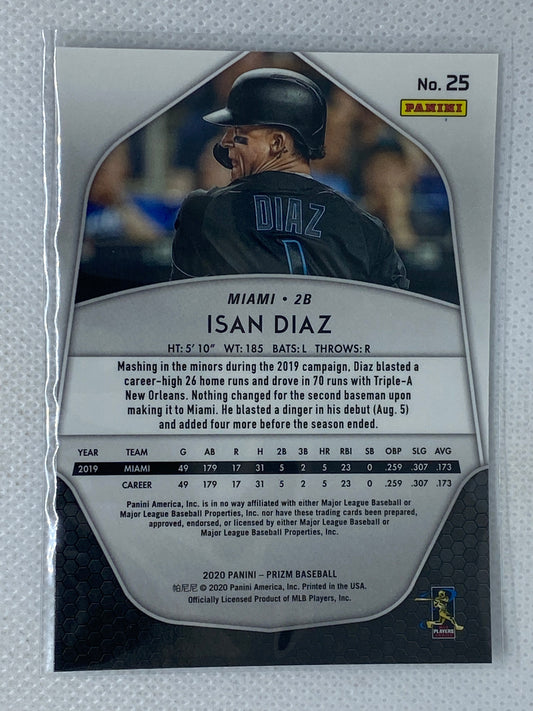 No. 25
PANINI
DIAZ
1
MIAMI • 2B
ISAN DIAZ
HT: 5' 10" WT: 185 BATS: L THROWS: R
Mashing in the minors during the 2019 campaign, Diaz blasted a
career-high 26 home runs and drove in 70 runs with Triple-A
New Orleans. Nothing changed for the second baseman upon
making it to Miami. He blasted a dinger in his debut (Aug. 5)
and added four more before the season ended.
YEAR TEAM G AB R H 2B 3B HR RBI SB OBP SLG AVG
2019 MIAMI 49 179 17 31 5 2 5 23 0 .259 .307 .173
CAREER 49 179 17 31 5 2 5 23 0 .259 .307 .173
Panini America, Inc. is in no way affiliated with either Major League Baseball or
Major League Baseball Properties, Inc. nor have these trading cards been prepared,
approved, endorsed, or licensed by either Major League Baseball or
Major League Baseball Properties, Inc.
2020 PANINI – PRIZM BASEBALL
帕尼尼 © 2020 Panini America, Inc. Printed in the USA.
Officially Licensed Product of MLB Players, Inc.
PLAYERS